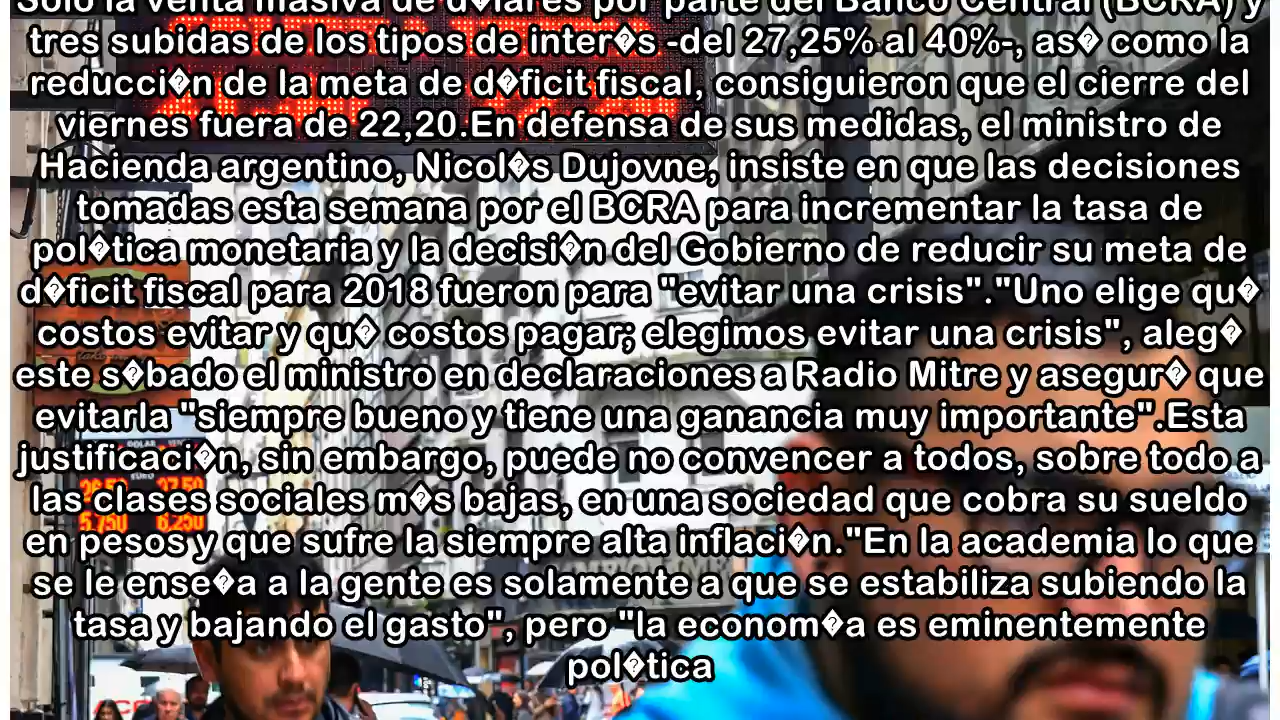 Solo la venta masiva de d�lares por parte del Banco Central (BCRA) y
tres subidas de los tipos de inter�s -del 27,25% al 40%-, as� como la
reducci�n de la meta de d�ficit fiscal, consiguieron que el cierre del
viernes fuera de 22,20.En defensa de sus medidas, el ministro de
Hacienda argentino, Nicol�s Dujovne, insiste en que las decisiones
tomadas esta semana por el BCRA para incrementar la tasa de
pol�tica monetaria y la decisi�n del Gobierno de reducir su meta de
d�ficit fiscal para 2018 fueron para "evitar una crisis"."Uno elige qu�
costos evitar y qu� costos pagar; elegimos evitar una crisis", aleg�
este s�bado el ministro en declaraciones a Radio Mitre y asegur� que
evitarla "siempre bueno y tiene una ganancia muy importante".Esta
justificaci�n, sin embargo, puede no convencer a todos, sobre todo a
las clases sociales m�s bajas, en una sociedad que cobra su sueldo
en pesos y que sufre la siempre alta inflaci�n."En la academia lo que
se le ense�a a la gente es solamente a que se estabiliza subiendo la
tasa y bajando el gasto", pero "la econom�a es eminentemente
pol�tica